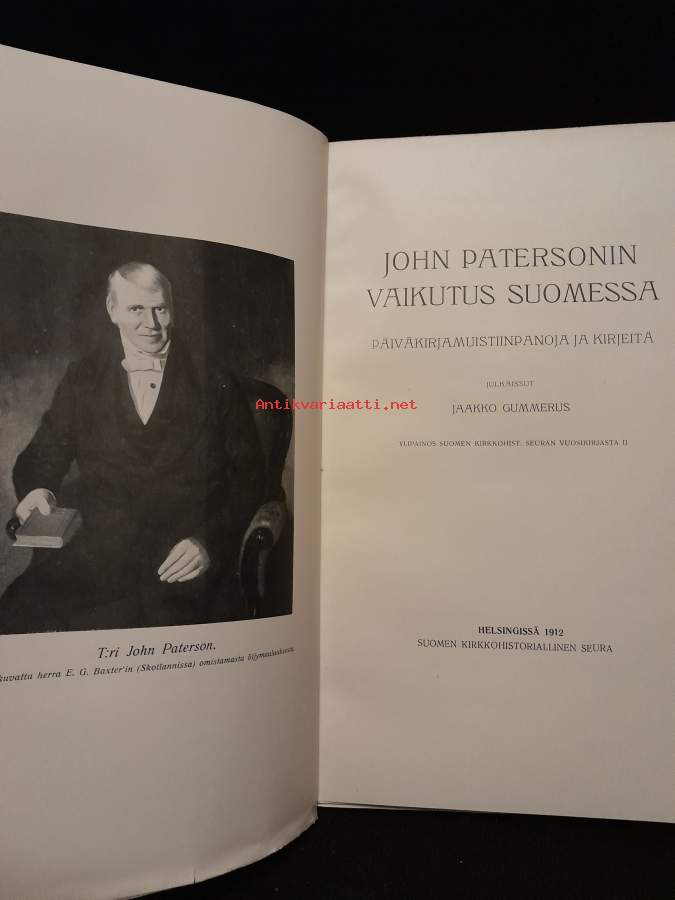 T:ri John Paterson.
kuvattu herra E. G. Baxter'in (Skotlannissa) omistamasta öljymaalauksesta.
JOHN PATERSONIN
VAIKUTUS SUOMESSA
PÄIVÄKIRJAMUISTIINPANOJA JA KIRJEITÄ
JULKAISSUT
JAAKKO GUMMERUS
YLIPAINOS SUOMEN KIRKKOHIST. SEURAN VUOSIKIRJASTA II
HELSINGISSÄ 1912
SUOMEN KIRKKOHISTORIALLINEN SEURA
Antikvariaatti.net